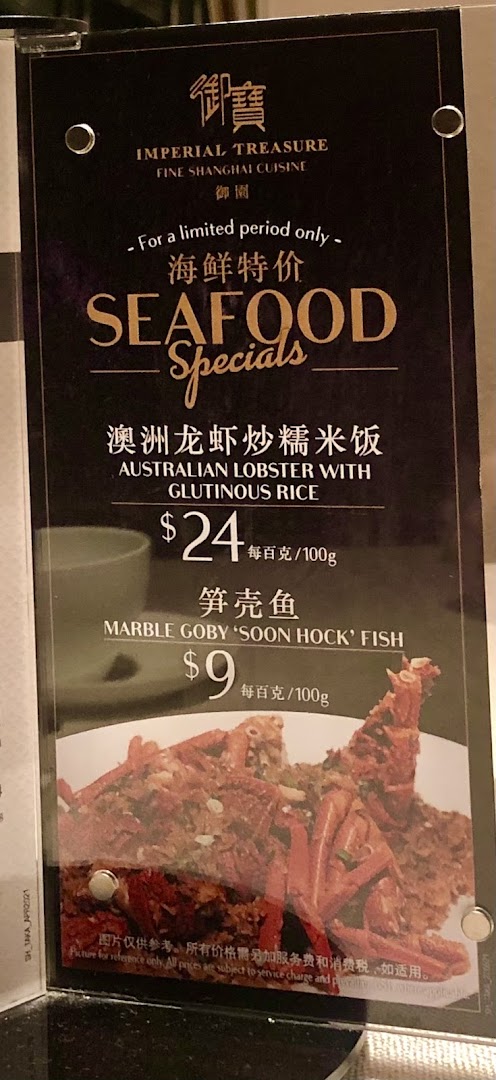 御寶
IMPERIAL TREASURE
FINE SHANGHAI CUISINE
御園
- For a limited period only -
海鲜特价
SEAFOOD
Specials
澳洲龙虾炒糯米饭
AUSTRALIAN LOBSTER WITH
GLUTINOUS RICE
$24 每百克/100g
笋壳鱼
MARBLE GOBY ‘SOON HOCK’ FISH
$9 每百克/100g
图片仅供参考。所有价格需另加服务费和消费税，如适用。
Picture for reference only. All prices are subject to service charge and
SH_TAKA_APR2021